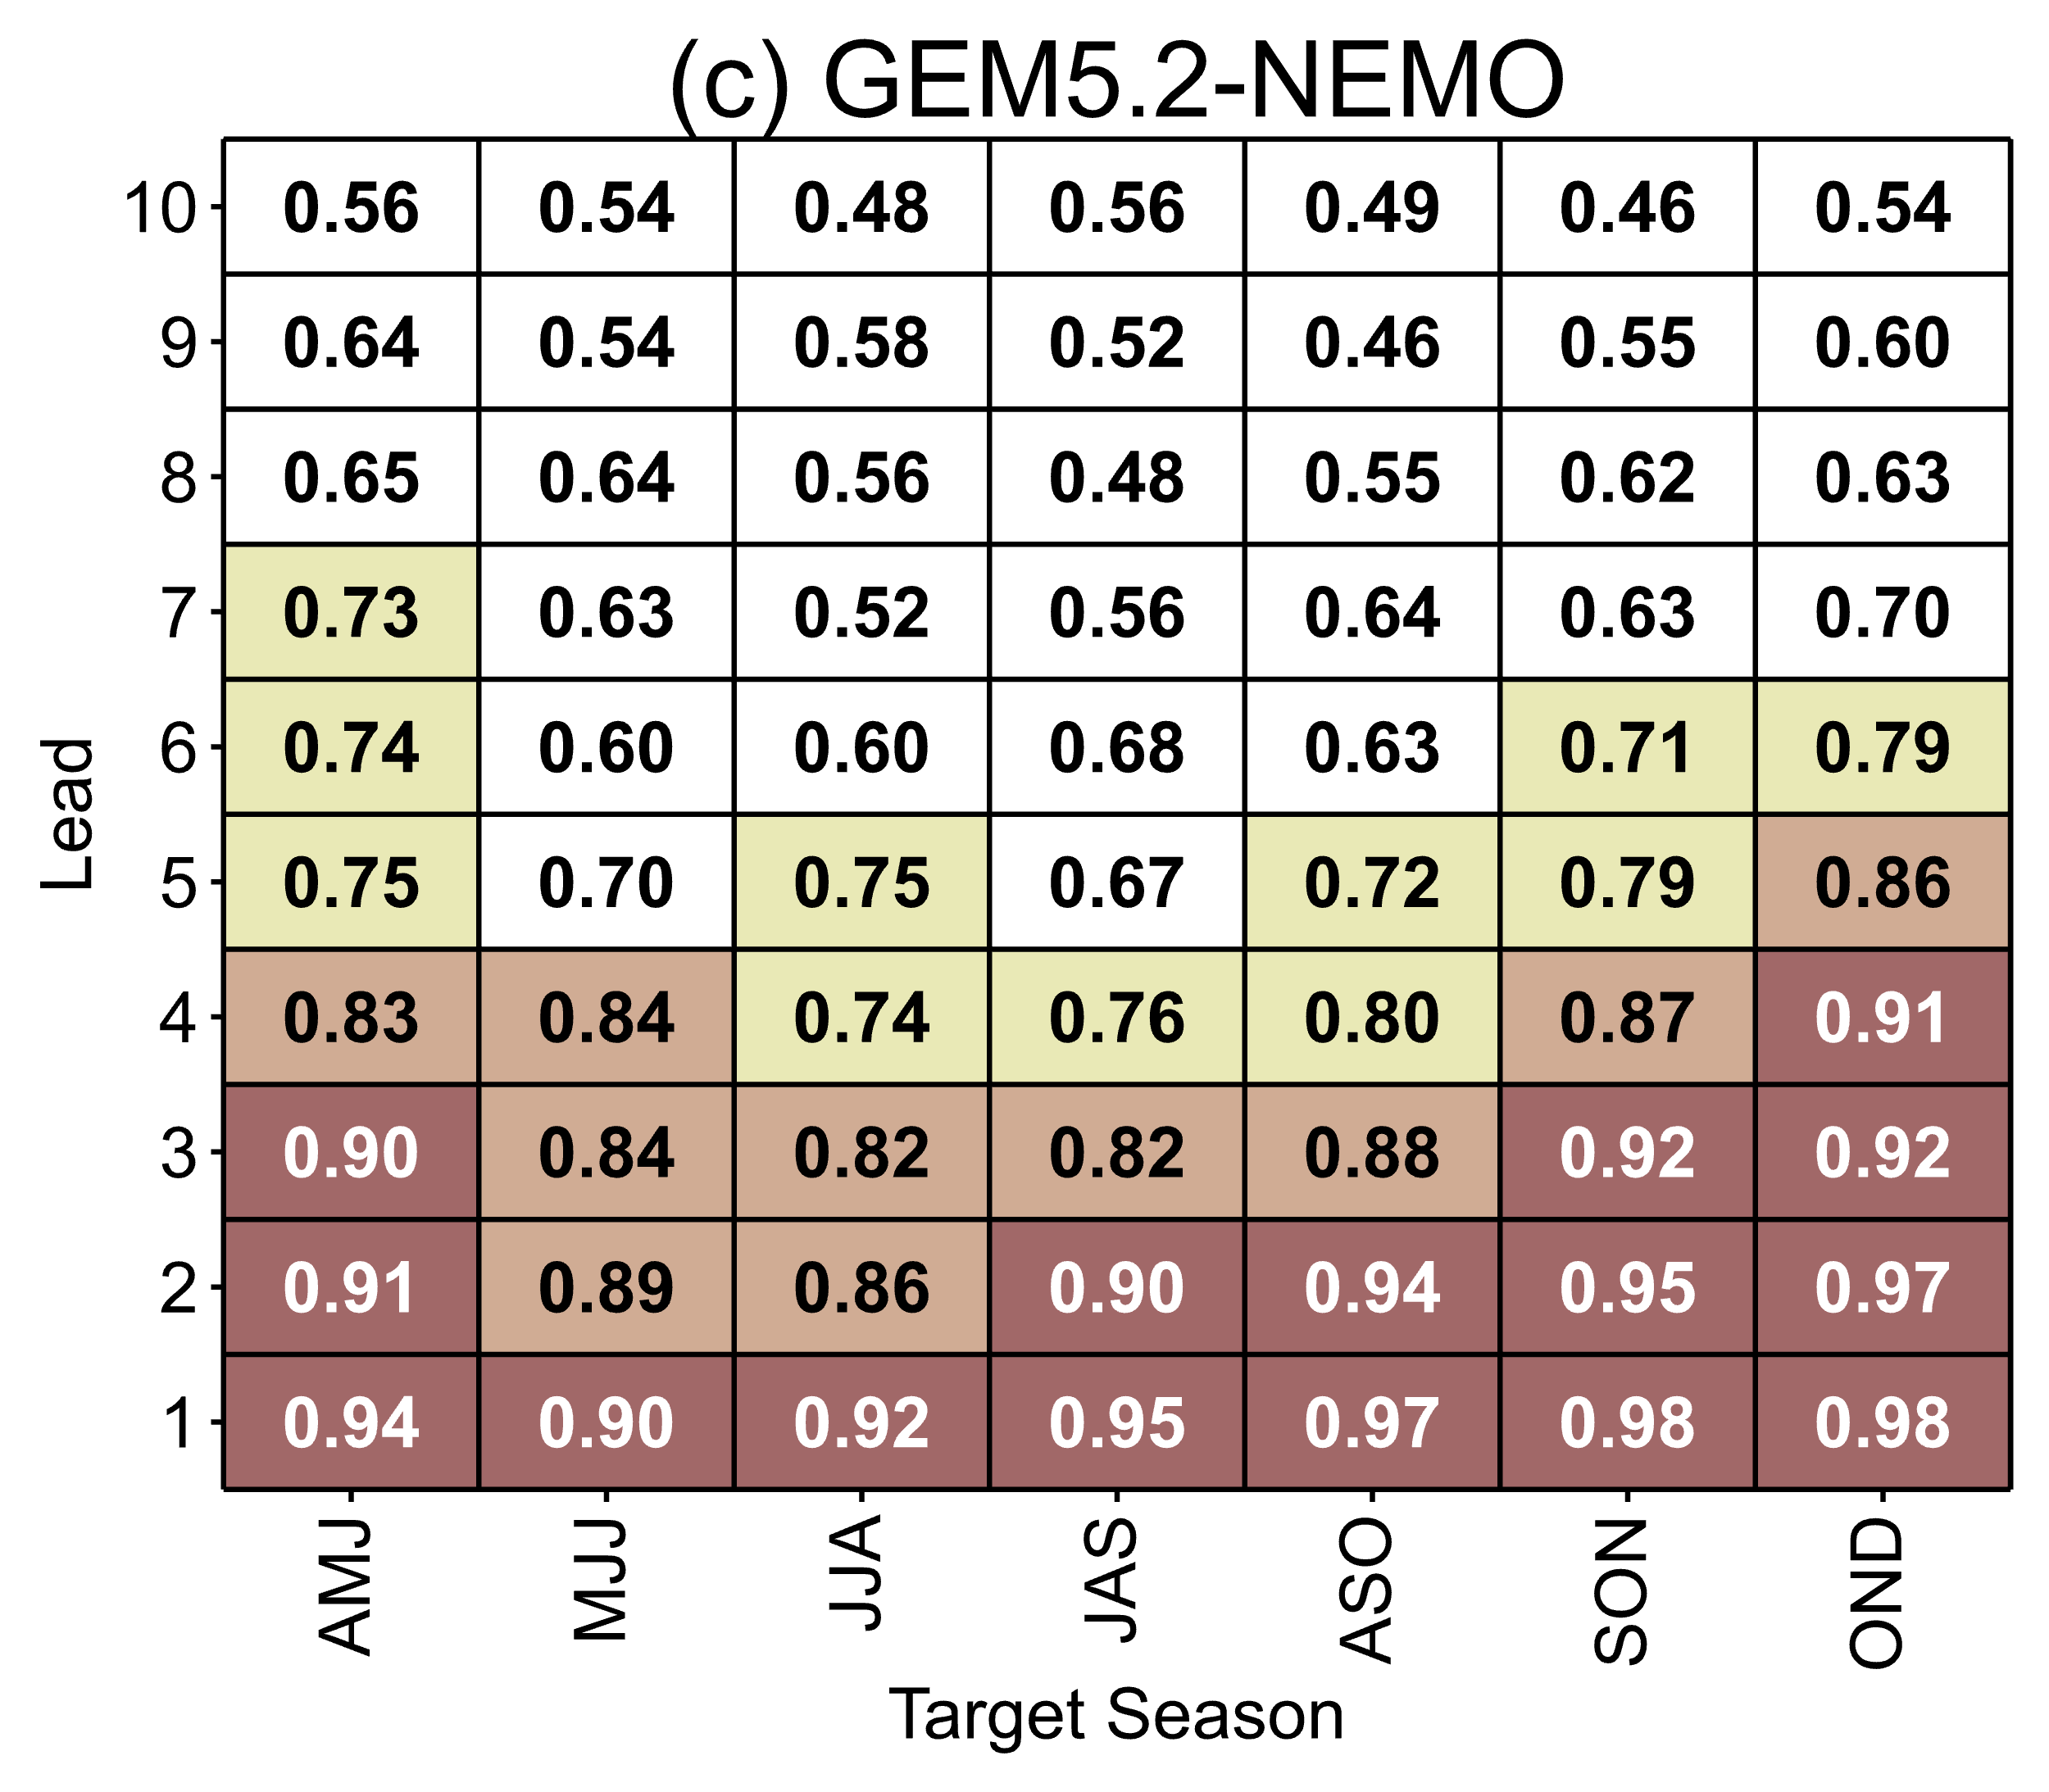 (c) GEM5.2-NEMO
10 0.56 0.54 0.48 0.56 0.49 0.46 0.54
9 0.64 0.54 0.58 0.52 0.46 0.55 0.60
8 0.65 0.64 0.56 0.48 0.55 0.62 0.63
7 0.73 0.63 0.52 0.56 0.64 0.63 0.70
6 0.74 0.60 0.60 0.68 0.63 0.71 0.79
5 0.75 0.70 0.75 0.67 0.72 0.79 0.86
4 0.83 0.84 0.74 0.76 0.80 0.87 0.91
3 0.90 0.84 0.82 0.82 0.88 0.92 0.92
2 0.91 0.89 0.86 0.90 0.94 0.95 0.97
1 0.94 0.90 0.92 0.95 0.97 0.98 0.98
Lead
AMJ MJJ JJA JAS ASO SON OND
Target Season